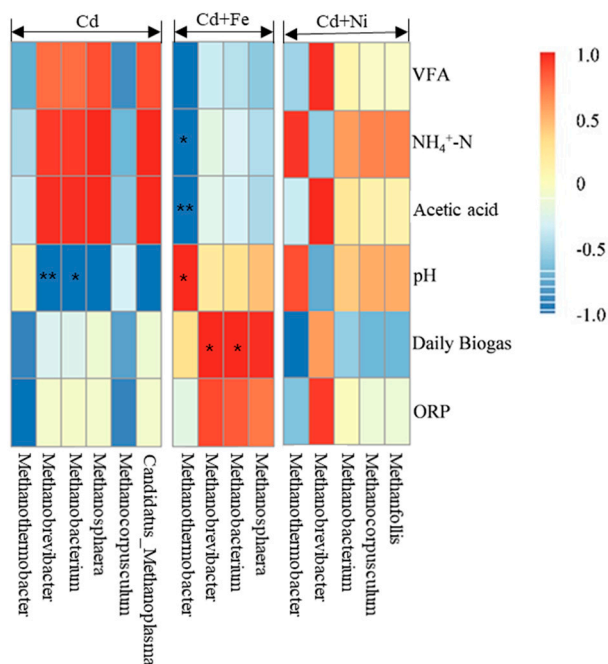 Cd
Cd+Fe
Cd+Ni
VFA
*
NH₄⁺-N
**
Acetic acid
** * *
pH
* *
Daily Biogas
ORP
1.0
0.5
0
-0.5
-1.0
Methanothermobacter
Methanobrevibacter
Methanobacterium
Methanosphaera
Methanocorpusculum
Candidatus_Methanoplasma
Methanothermobacter
Methanobrevibacter
Methanobacterium
Methanosphaera
Methanothermobacter
Methanobrevibacter
Methanobacterium
Methanocorpusculum
Methanfollis